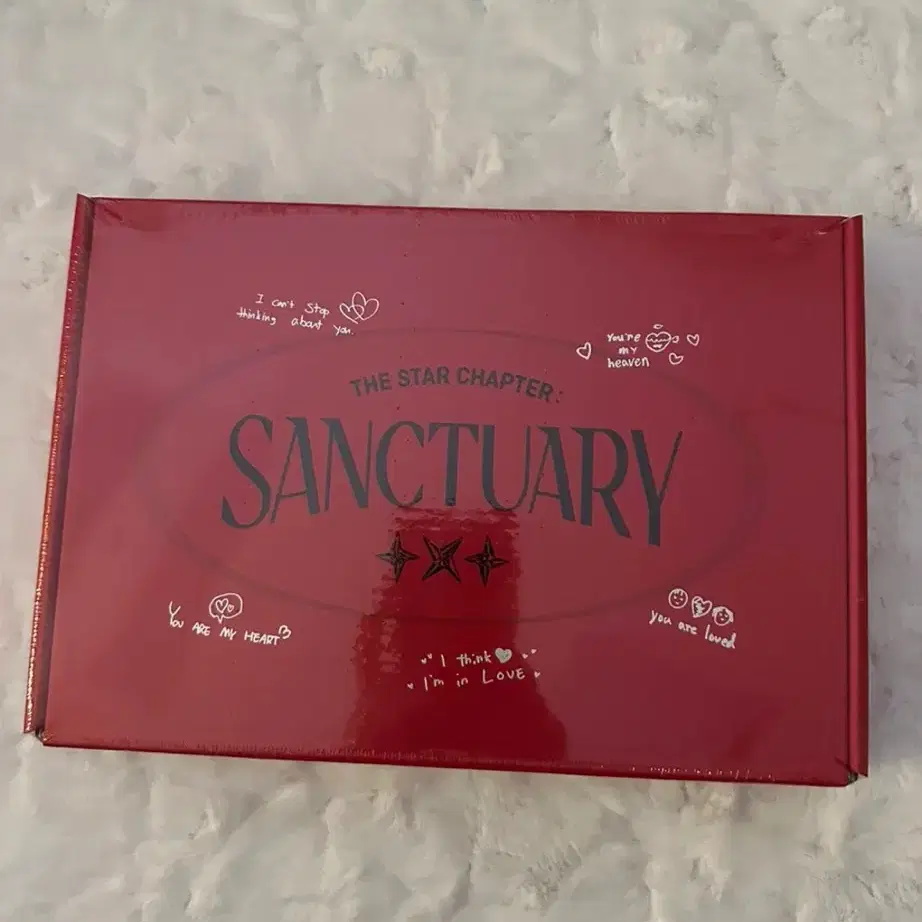 I can't stop
thinking about you.
You're
my
heaven
THE STAR CHAPTER:
SANCTUARY
YOU ARE MY HEART
you are loved
I think
I'm in LOVE